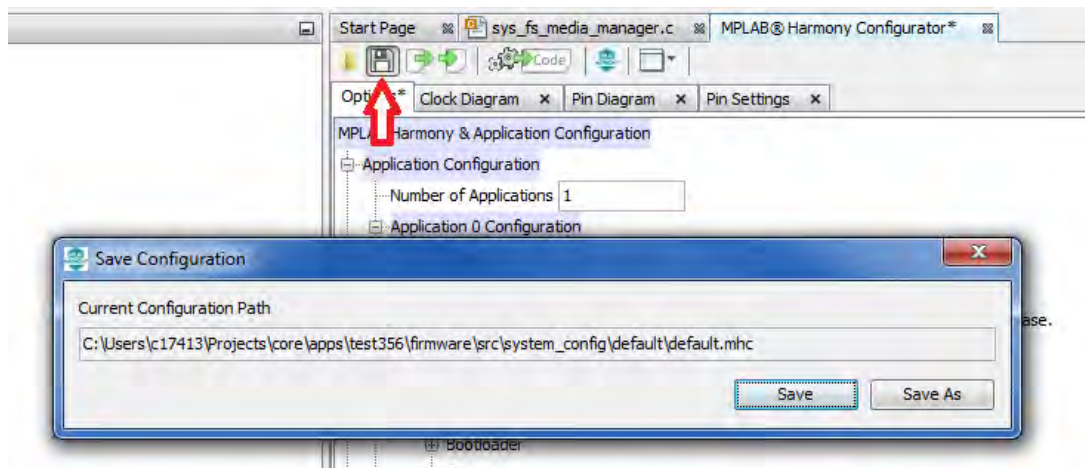 Start Page sys_fs_media_manager.c MPLAB® Harmony Configurator*
Code
Clock Diagram Pin Diagram Pin Settings
Harmony & Application Configuration
Application Configuration
Number of Applications 1
Application 0 Configuration
Save Configuration
Current Configuration Path
ase.
C:\Users\c17413\Projects\core\apps\test356\firmware\src\system_config\default\default.mhc
Save Save As
Bootloader